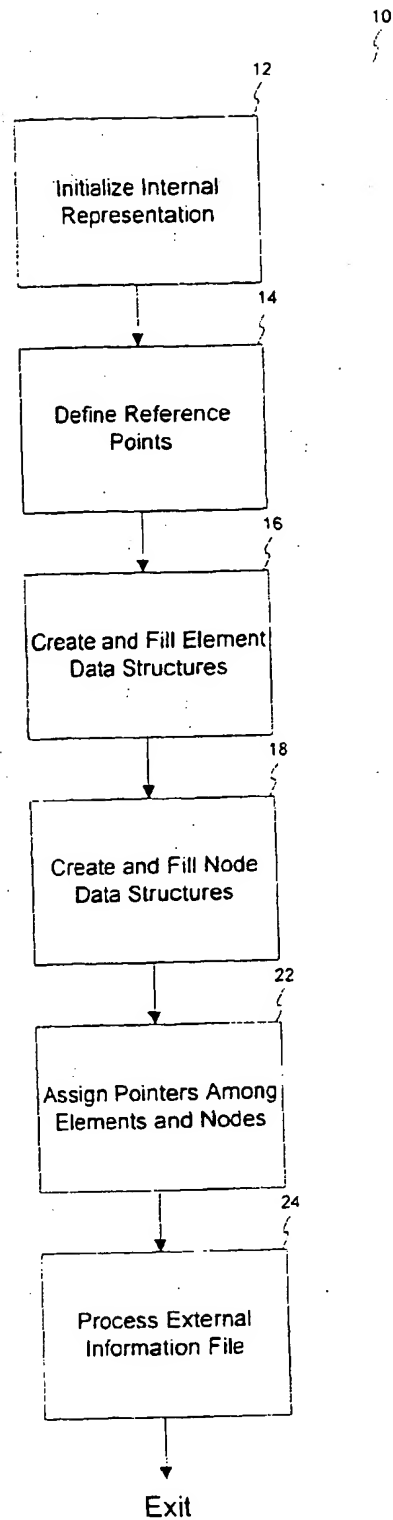 10
12
Initialize Internal
Representation
14
Define Reference
Points
16
Create and Fill Element
Data Structures
18
Create and Fill Node
Data Structures
22
Assign Pointers Among
Elements and Nodes
24
Process External
Information File
Exit